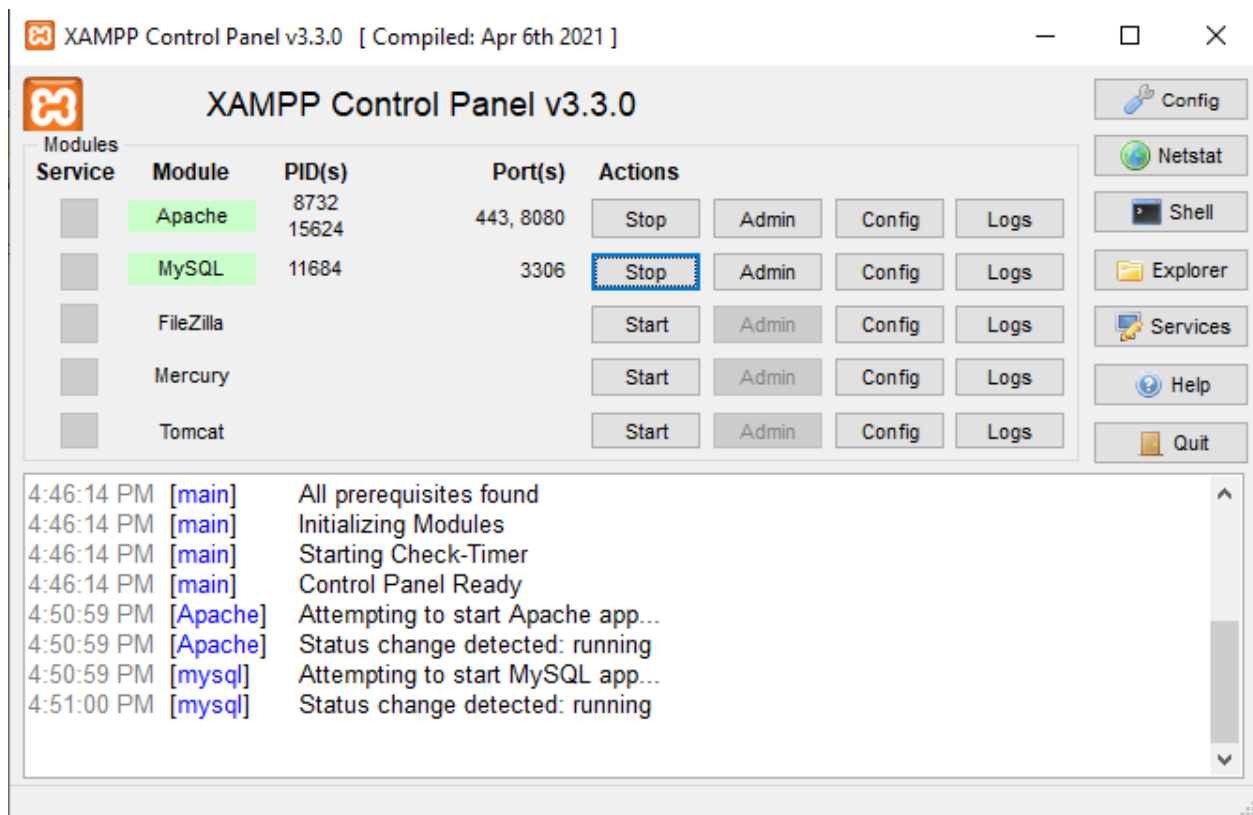 XAMPP Control Panel v3.3.0 [ Compiled: Apr 6th 2021 ]
XAMPP Control Panel v3.3.0
Config
Modules
Service Module PID(s) Port(s) Actions
Netstat
Apache 8732 15624 443, 8080 Stop Admin Config Logs
Shell
MySQL 11684 3306 Stop Admin Config Logs
Explorer
FileZilla Start Admin Config Logs
Services
Mercury Start Admin Config Logs
Help
Tomcat Start Admin Config Logs
Quit
4:46:14 PM [main] All prerequisites found
4:46:14 PM [main] Initializing Modules
4:46:14 PM [main] Starting Check-Timer
4:46:14 PM [main] Control Panel Ready
4:50:59 PM [Apache] Attempting to start Apache app...
4:50:59 PM [Apache] Status change detected: running
4:50:59 PM [mysql] Attempting to start MySQL app...
4:51:00 PM [mysql] Status change detected: running